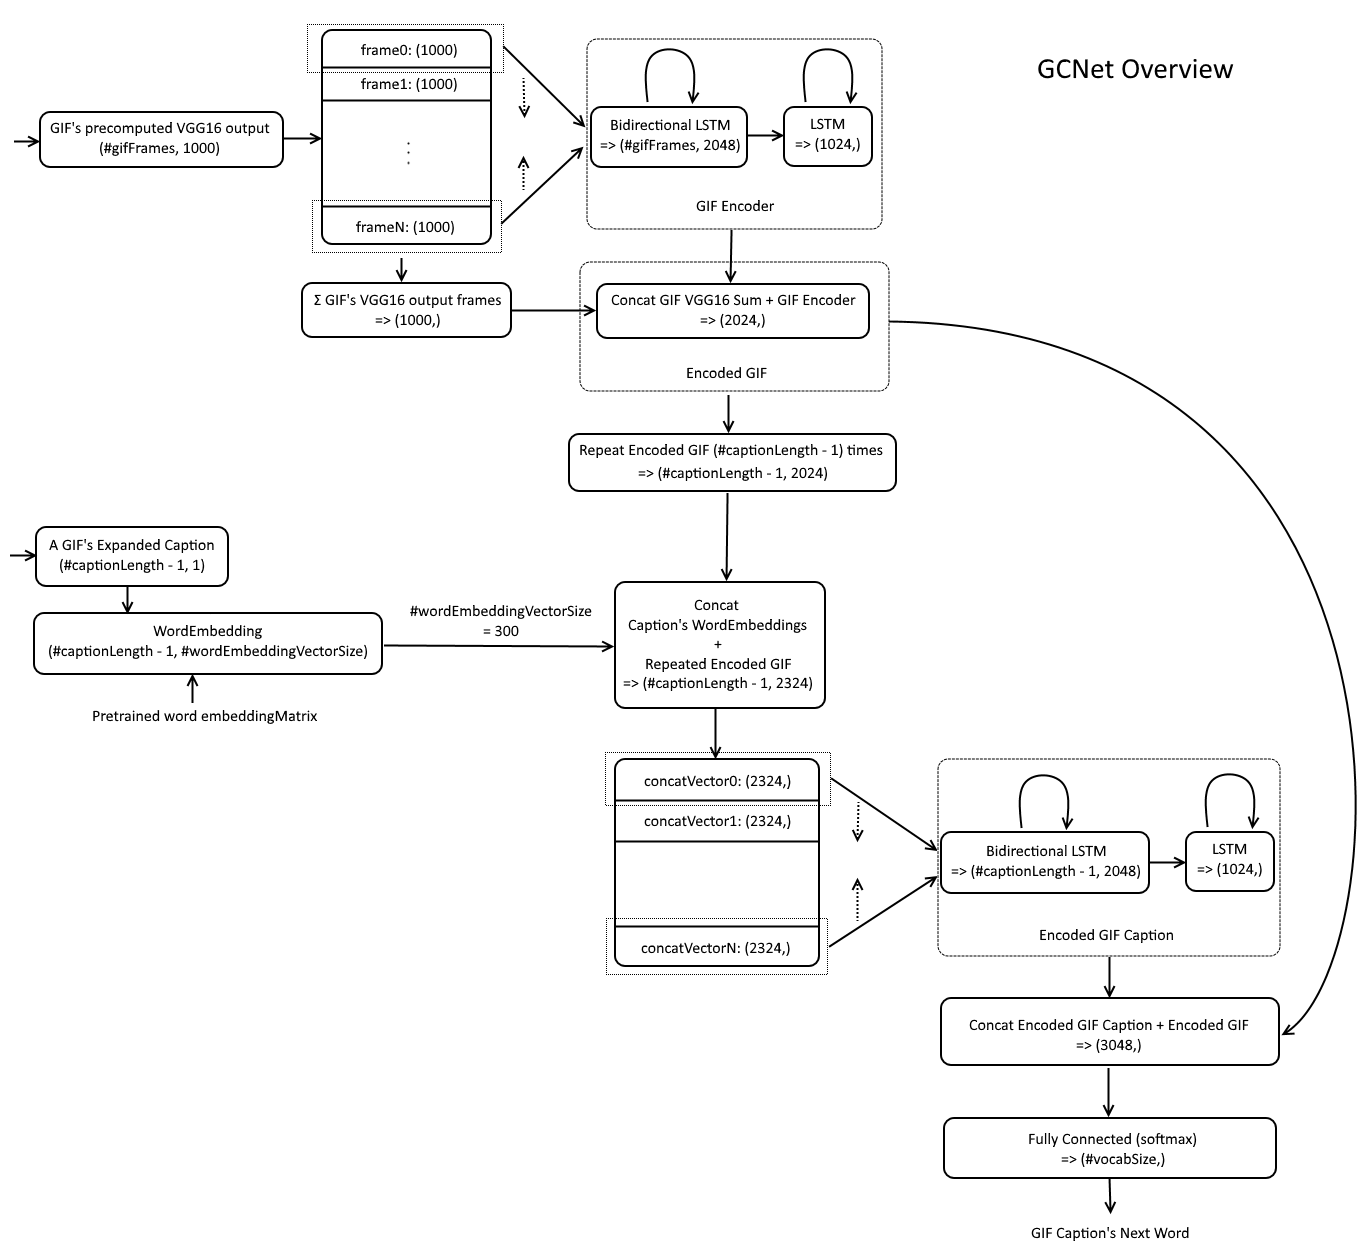 GCNet Overview
frame0: (1000)
frame1: (1000)
GIF's precomputed VGG16 output
(#gifFrames, 1000)
frameN: (1000)
Bidirectional LSTM
=> (#gifFrames, 2048)
LSTM
=> (1024,)
GIF Encoder
Σ GIF's VGG16 output frames
=> (1000,)
Concat GIF VGG16 Sum + GIF Encoder
=> (2024,)
Encoded GIF
Repeat Encoded GIF (#captionLength - 1) times
=> (#captionLength - 1, 2024)
A GIF's Expanded Caption
(#captionLength - 1, 1)
WordEmbedding
(#captionLength - 1, #wordEmbeddingVectorSize)
Pretrained word embeddingMatrix
#wordEmbeddingVectorSize
= 300
Concat
Caption's WordEmbeddings
+
Repeated Encoded GIF
=> (#captionLength - 1, 2324)
concatVector0: (2324,)
concatVector1: (2324,)
concatVectorN: (2324,)
Bidirectional LSTM
=> (#captionLength - 1, 2048)
LSTM
=> (1024,)
Encoded GIF Caption
Concat Encoded GIF Caption + Encoded GIF
=> (3048,)
Fully Connected (softmax)
=> (#vocabSize,)
GIF Caption's Next Word